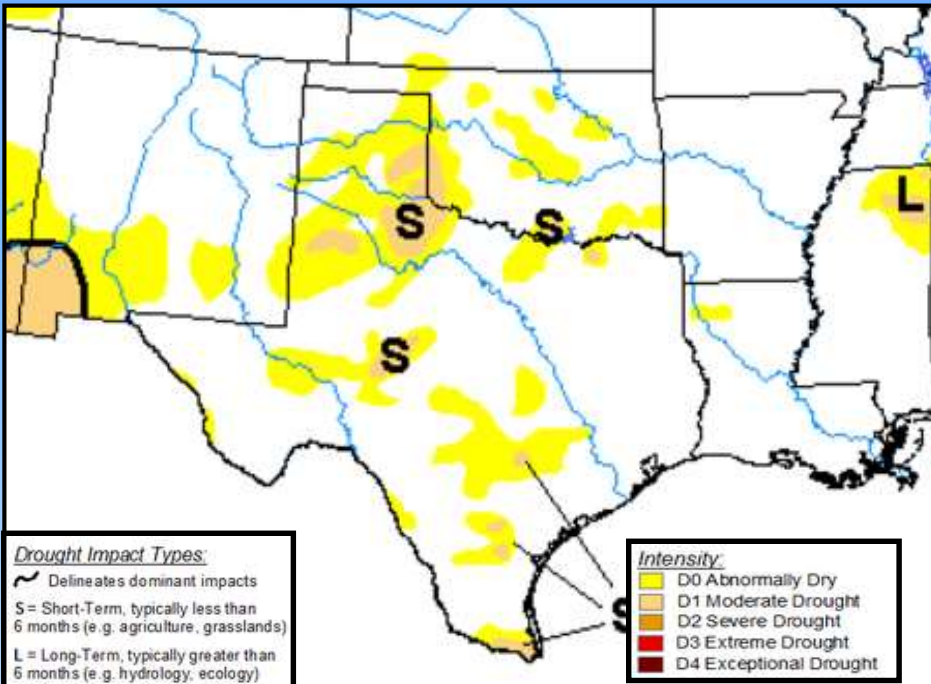 L
S
S
S
Drought Impact Types:
Delineates dominant impacts
S = Short-Term, typically less than
6 months (e.g. agriculture, grasslands)
L = Long-Term, typically greater than
6 months (e.g. hydrology, ecology)
S
Intensity:
D0 Abnormally Dry
D1 Moderate Drought
D2 Severe Drought
D3 Extreme Drought
D4 Exceptional Drought